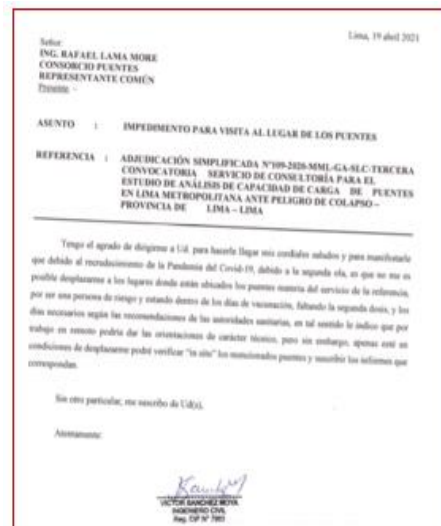 Lima, 19 abril 2021
Señor:
ING. RAFAEL LAMA MORE
CONSORCIO PUENTES
REPRESENTANTE COMÚN
Presente. -
ASUNTO : IMPEDIMENTO PARA VISITA AL LUGAR DE LOS PUENTES
REFERENCIA : ADJUDICACIÓN SIMPLIFICADA N°109-2020-MML-GA-SLC-TERCERA
CONVOCATORIA SERVICIO DE CONSULTORÍA PARA EL
ESTUDIO DE ANÁLISIS DE CAPACIDAD DE CARGA DE PUENTES
EN LIMA METROPOLITANA ANTE PELIGRO DE COLAPSO –
PROVINCIA DE LIMA – LIMA
Tengo el agrado de dirigirme a Ud. para hacerle llegar mis cordiales saludos y para manifestarle
que debido al recrudecimiento de la Pandemia del Covid-19, debido a la segunda ola, es que no me es
posible desplazarme a los lugares donde están ubicados los puentes materia del servicio de la referencia,
por ser una persona de riesgo y estando dentro de los días de vacunación, faltando la segunda dosis, y los
días necesarios según las recomendaciones de las autoridades sanitarias, en tal sentido le indico que por
trabajo en remoto podría dar las orientaciones de carácter técnico, pero sin embargo, apenas esté en
condiciones de desplazarme podré verificar "in situ" los mencionados puentes y suscribir los informes que
correspondan.
Sin otro particular, me suscribo de Ud(s).
Atentamente:
VICTOR SANCHEZ MOYA
INGENIERO CIVIL
Reg. CIP N° 7983